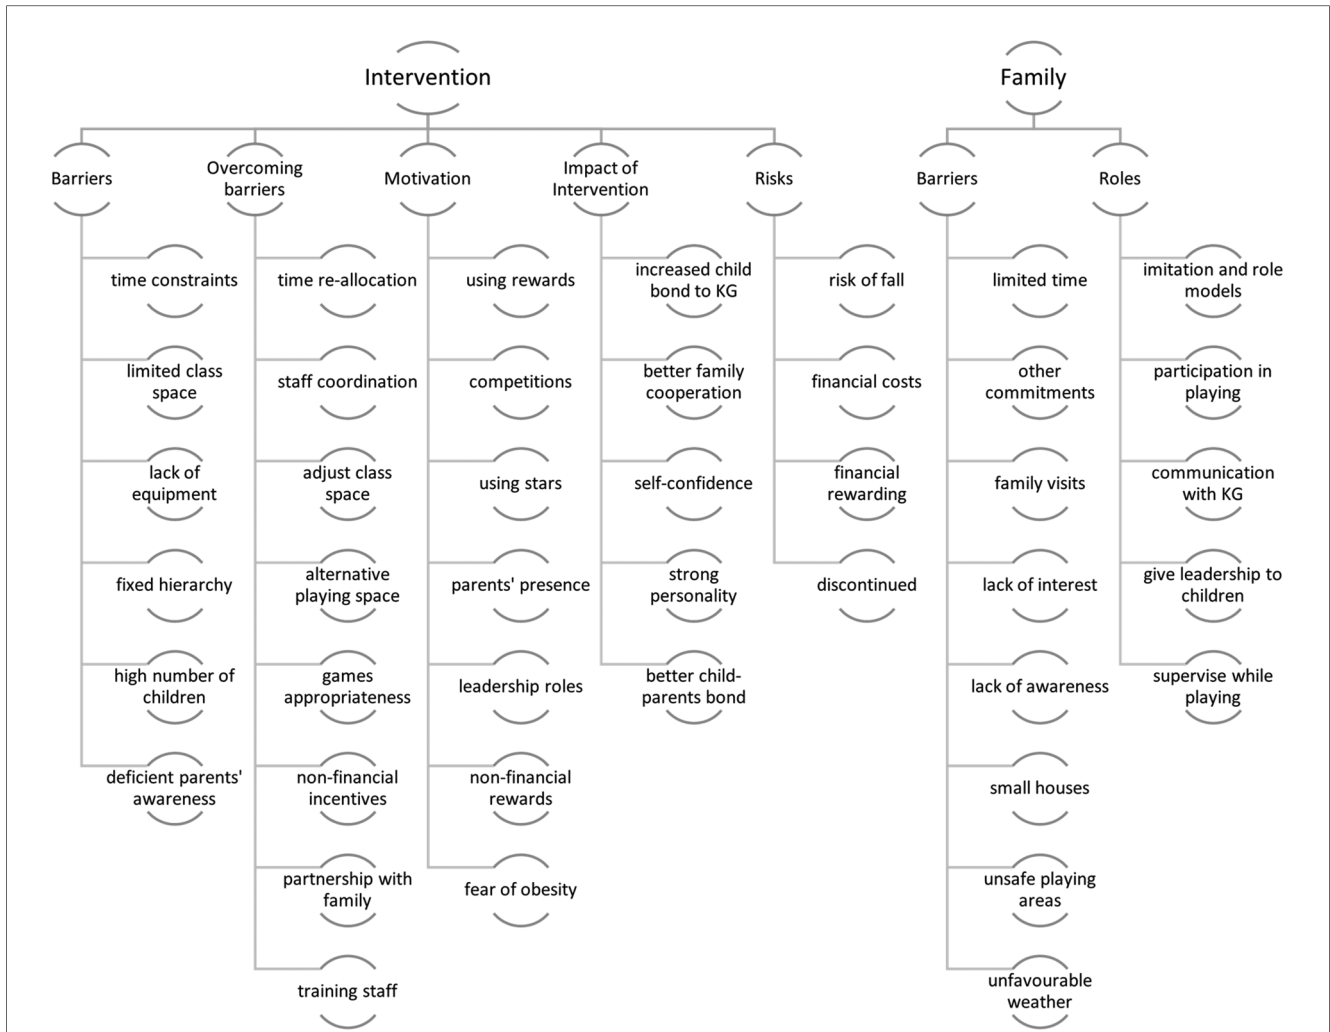 Intervention
Family
Barriers
Overcoming
barriers
Motivation
Impact of
Intervention
Risks
Barriers
Roles
time constraints
limited class
space
lack of
equipment
fixed hierarchy
high number of
children
deficient parents'
awareness
time re-allocation
staff coordination
adjust class
space
alternative
playing space
games
appropriateness
non-financial
incentives
partnership with
family
training staff
using rewards
competitions
using stars
parents' presence
leadership roles
non-financial
rewards
fear of obesity
increased child
bond to KG
better family
cooperation
self-confidence
strong
personality
better child-
parents bond
risk of fall
financial costs
financial
rewarding
discontinued
limited time
other
commitments
family visits
lack of interest
lack of awareness
small houses
unsafe playing
areas
unfavourable
weather
imitation and role
models
participation in
playing
communication
with KG
give leadership to
children
supervise while
playing